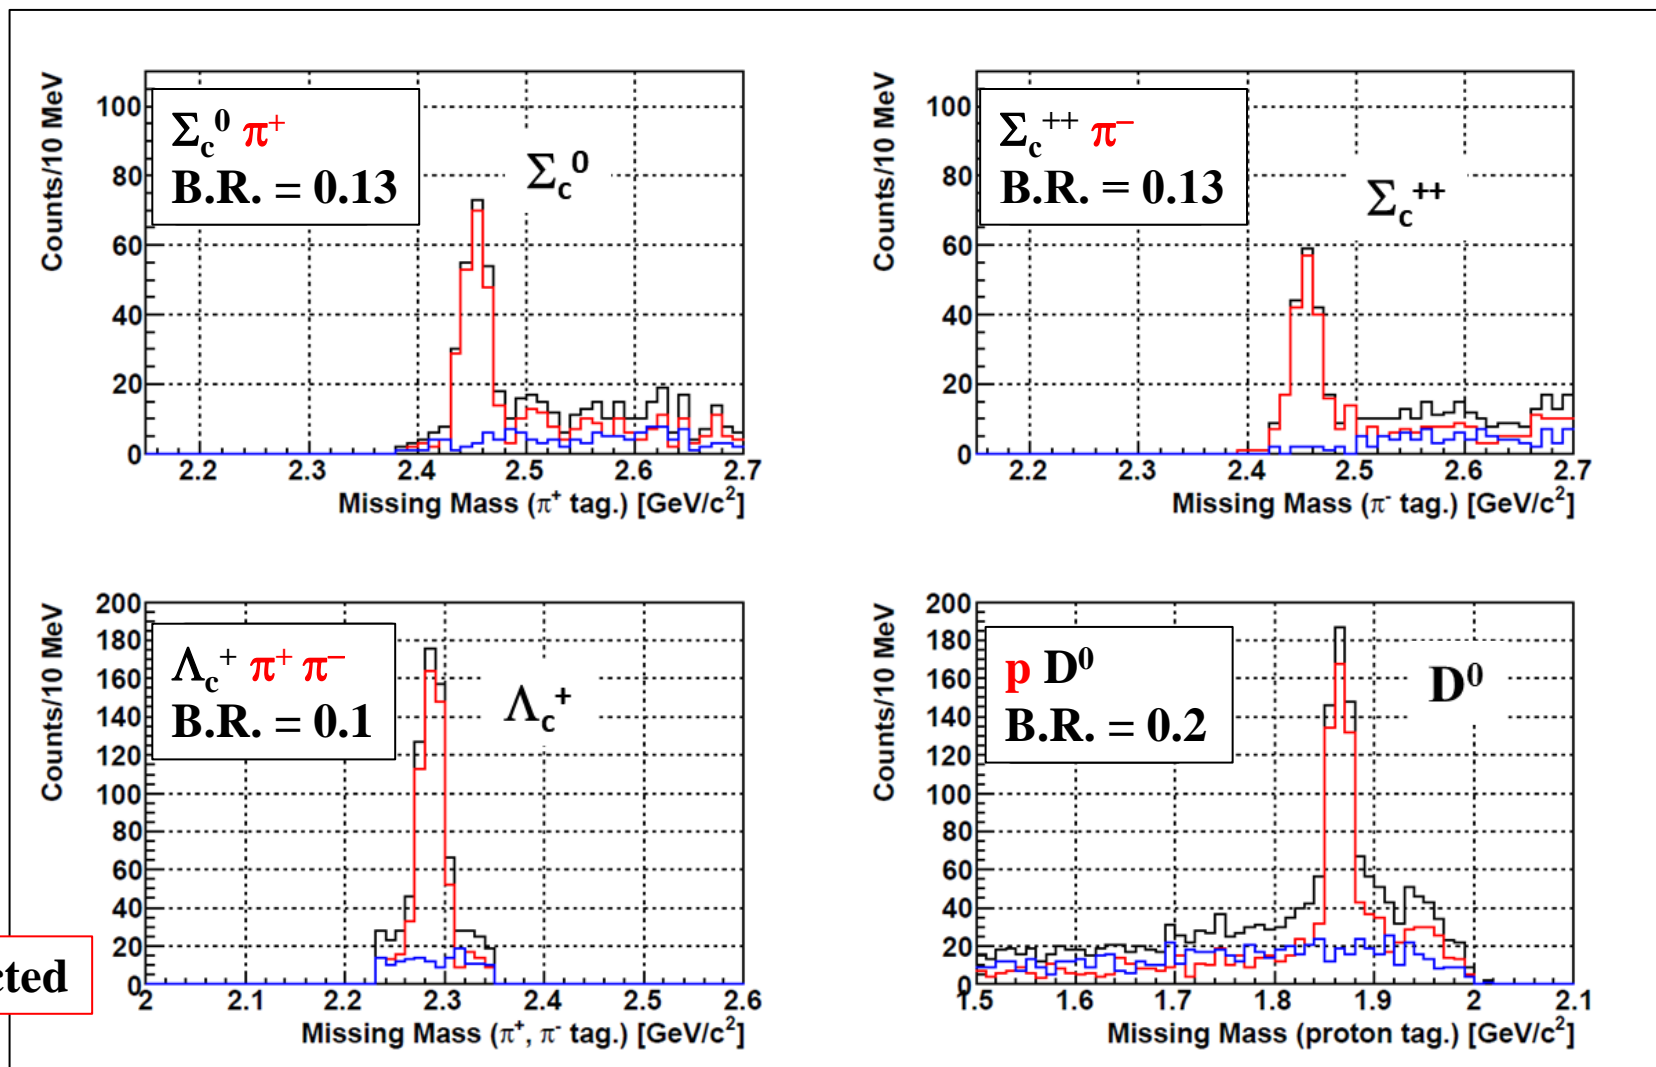 Counts/10 MeV
100
80
60
40
20
0
Σc⁰ π⁺
B.R. = 0.13
Σc⁰
2.2 2.3 2.4 2.5 2.6 2.7
Missing Mass (π⁺ tag.) [GeV/c²]
Counts/10 MeV
100
80
60
40
20
0
Σc⁺⁺ π⁻
B.R. = 0.13
Σc⁺⁺
2.2 2.3 2.4 2.5 2.6 2.7
Missing Mass (π⁻ tag.) [GeV/c²]
Counts/10 MeV
200
180
160
140
120
100
80
60
40
20
0
Λc⁺ π⁺ π⁻
B.R. = 0.1
Λc⁺
2 2.1 2.2 2.3 2.4 2.5 2.6
Missing Mass (π⁺, π⁻ tag.) [GeV/c²]
Counts/10 MeV
200
180
160
140
120
100
80
60
40
20
0
p D⁰
B.R. = 0.2
D⁰
1.5 1.6 1.7 1.8 1.9 2 2.1
Missing Mass (proton tag.) [GeV/c²]
cted